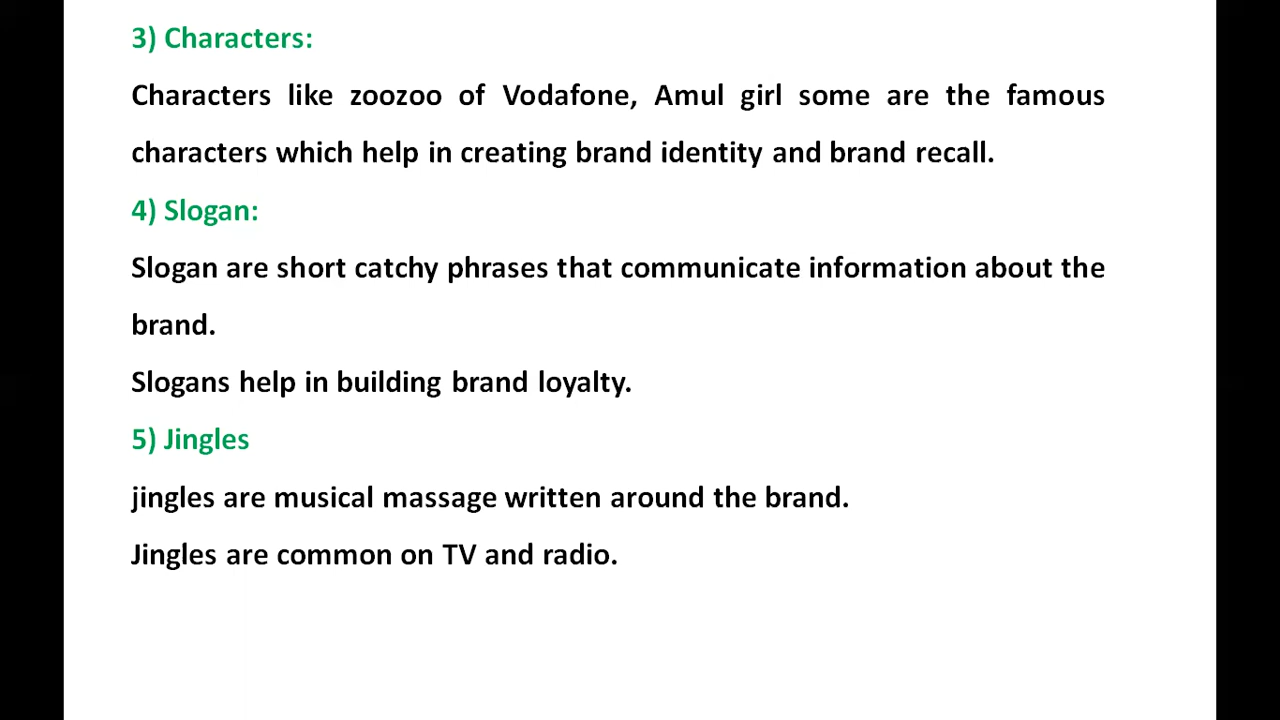 3) Characters:
Characters like zoozoo of Vodafone, Amul girl some are the famous
characters which help in creating brand identity and brand recall.
4) Slogan:
Slogan are short catchy phrases that communicate information about the
brand.
Slogans help in building brand loyalty.
5) Jingles
jingles are musical massage written around the brand.
Jingles are common on TV and radio.